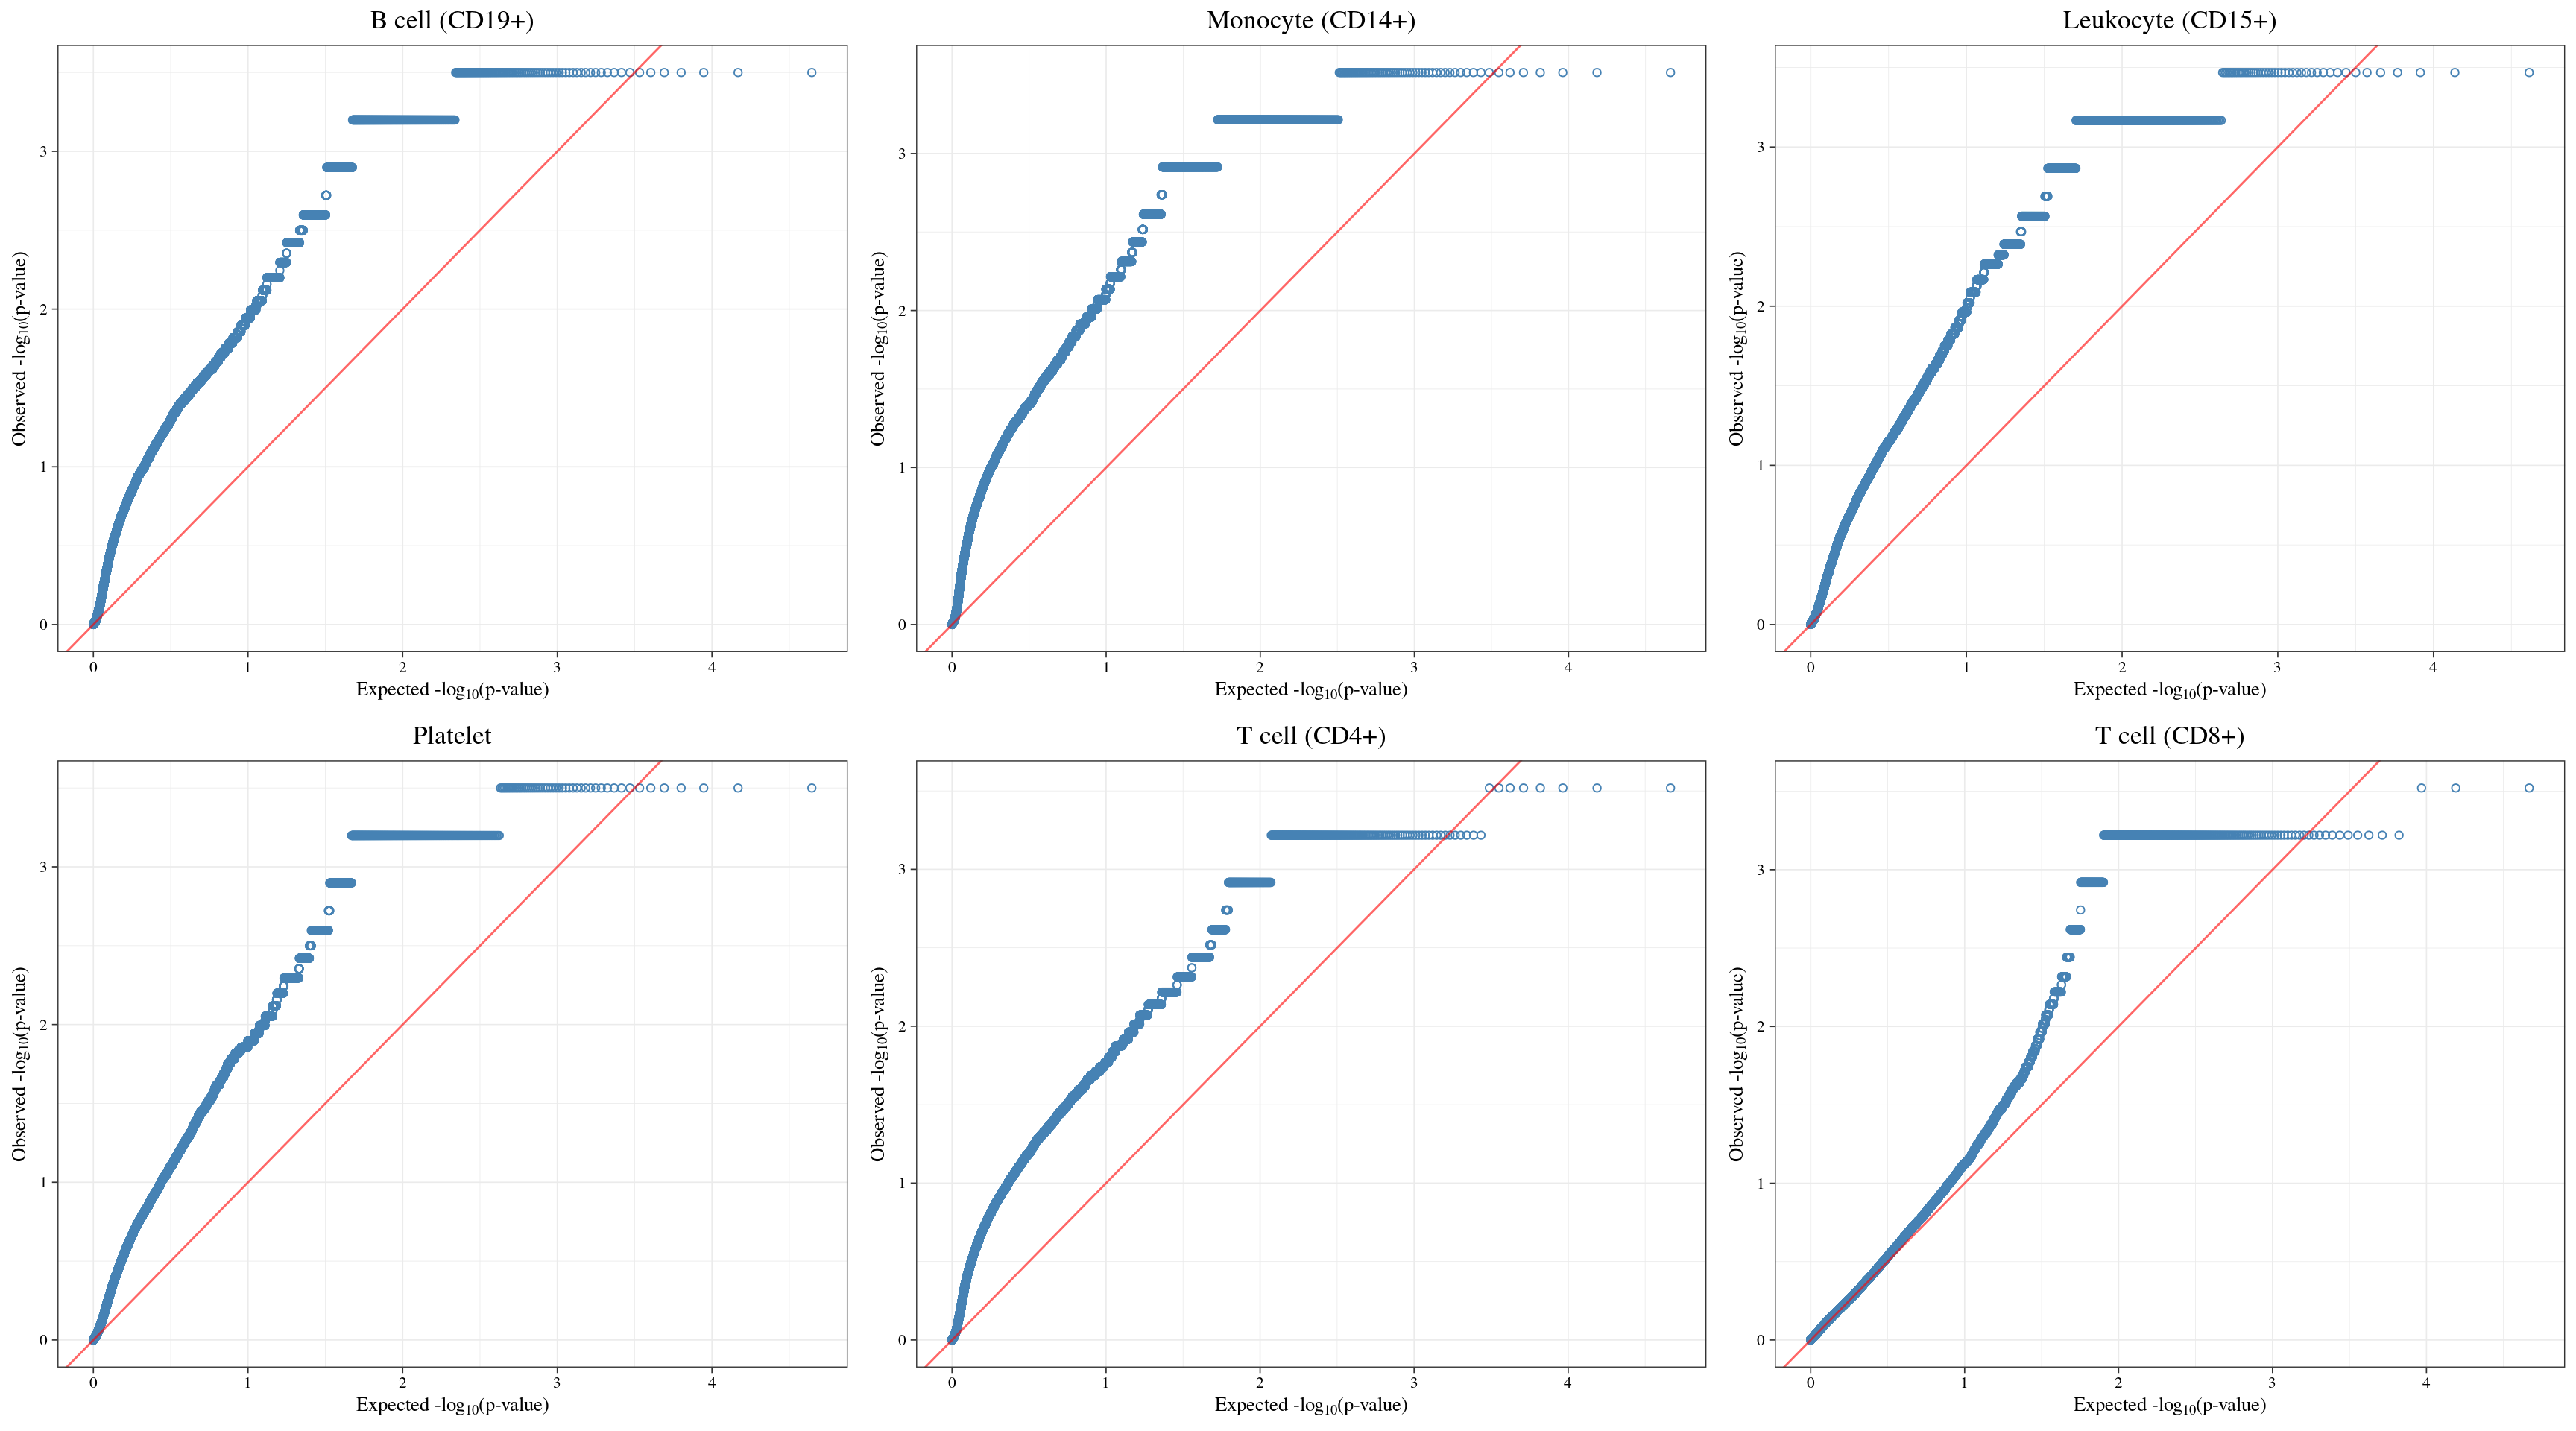 B cell (CD19+)
Observed -log10(p-value)
3
2
1
0
0 1 2 3 4
Expected -log10(p-value)
Monocyte (CD14+)
Observed -log10(p-value)
3
2
1
0
0 1 2 3 4
Expected -log10(p-value)
Leukocyte (CD15+)
Observed -log10(p-value)
3
2
1
0
0 1 2 3 4
Expected -log10(p-value)
Platelet
Observed -log10(p-value)
3
2
1
0
0 1 2 3 4
Expected -log10(p-value)
T cell (CD4+)
Observed -log10(p-value)
3
2
1
0
0 1 2 3 4
Expected -log10(p-value)
T cell (CD8+)
Observed -log10(p-value)
3
2
1
0
0 1 2 3 4
Expected -log10(p-value)